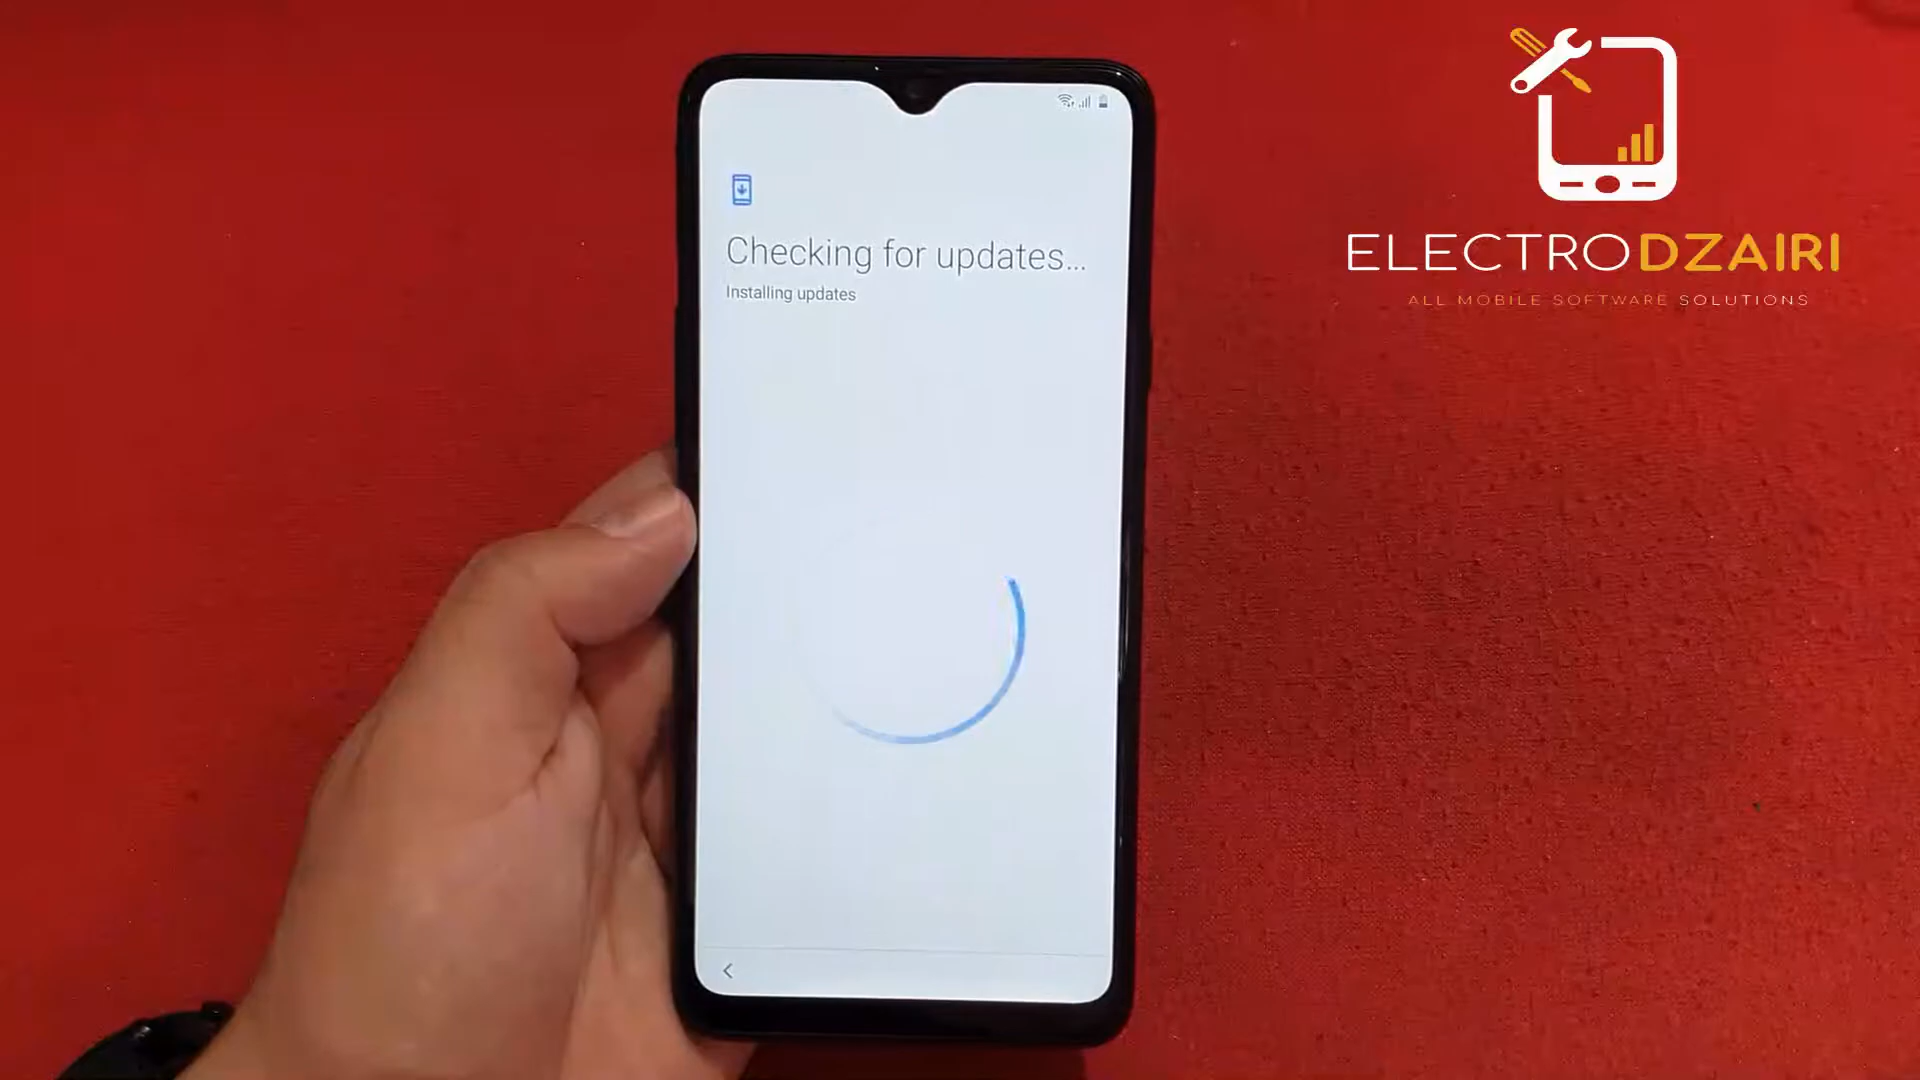 Checking for updates...
Installing updates
ELECTRODZAIRI
ALL MOBILE SOFTWARE SOLUTIONS